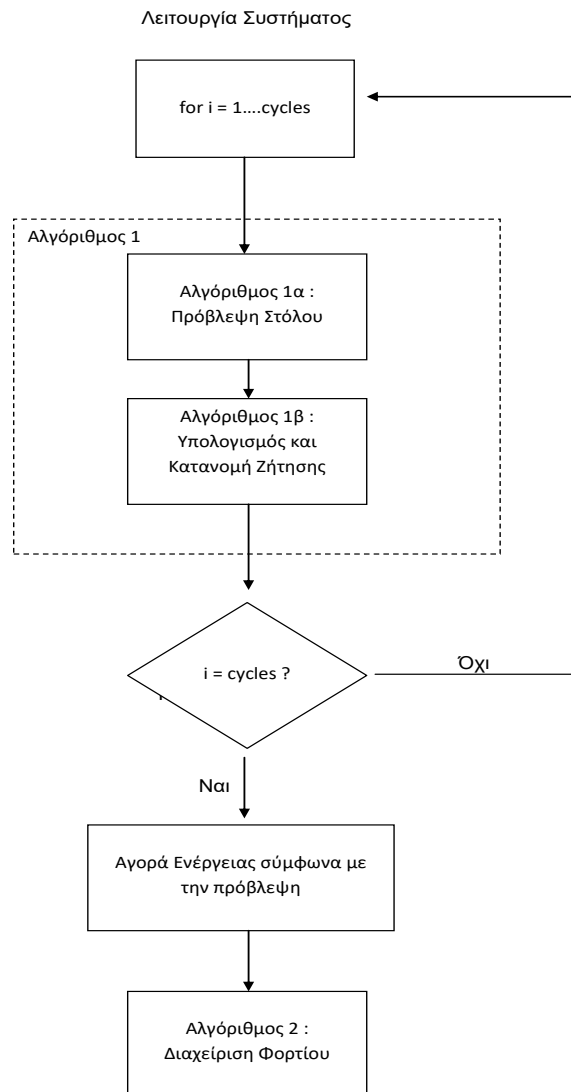 Λειτουργία Συστήματος
for i = 1....cycles
Αλγόριθμος 1
Αλγόριθμος 1α :
Πρόβλεψη Στόλου
Αλγόριθμος 1β :
Υπολογισμός και
Κατανομή Ζήτησης
i = cycles ?
Όχι
Ναι
Αγορά Ενέργειας σύμφωνα με
την πρόβλεψη
Αλγόριθμος 2 :
Διαχείριση Φορτίου